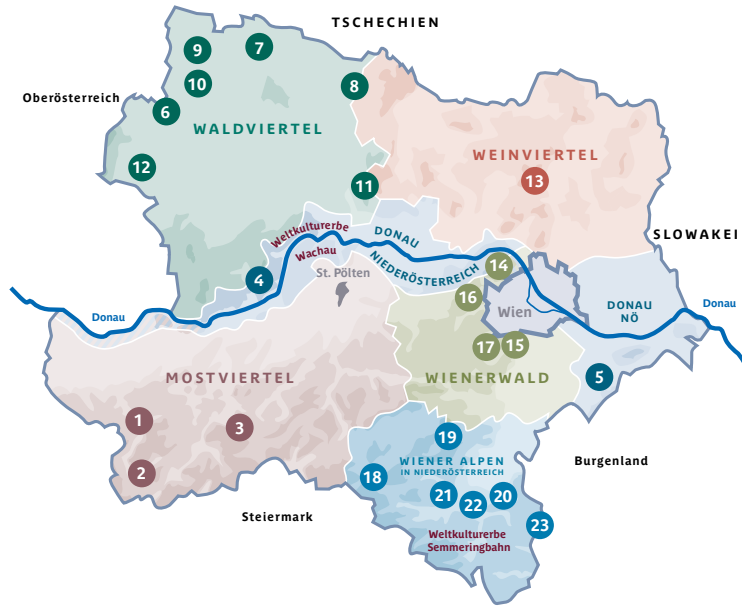 TSCHECHIEN
9
7
10
8
Oberösterreich
6
WALDVIERTEL
WEINVIERTEL
12
11
13
Weltkulturerbe
Wachau
DONAU
NIEDERÖSTERREICH
SLOWAKEI
14
4
St. Pölten
16
Wien
Donau
DONAU
NÖ
Donau
17
15
MOSTVIERTEL
WIENERWALD
5
1
3
19
2
WIENER ALPEN
IN NIEDERÖSTERREICH
Burgenland
18
21
22
20
Steiermark
23
Weltkulturerbe
Semmeringbahn